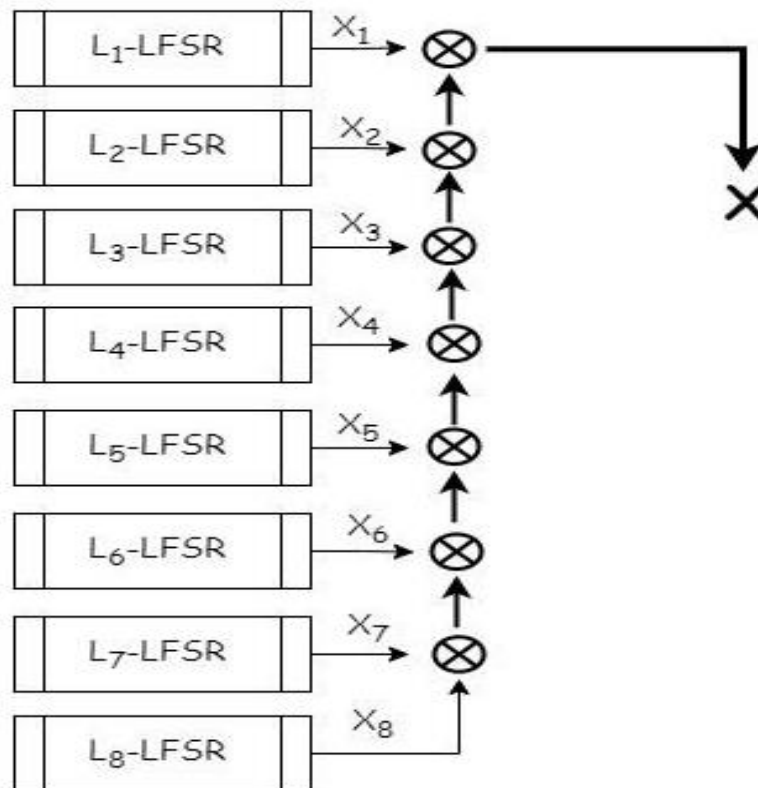 L₁-LFSR X₁
L₂-LFSR X₂
L₃-LFSR X₃
L₄-LFSR X₄
L₅-LFSR X₅
L₆-LFSR X₆
L₇-LFSR X₇
L₈-LFSR X₈
X